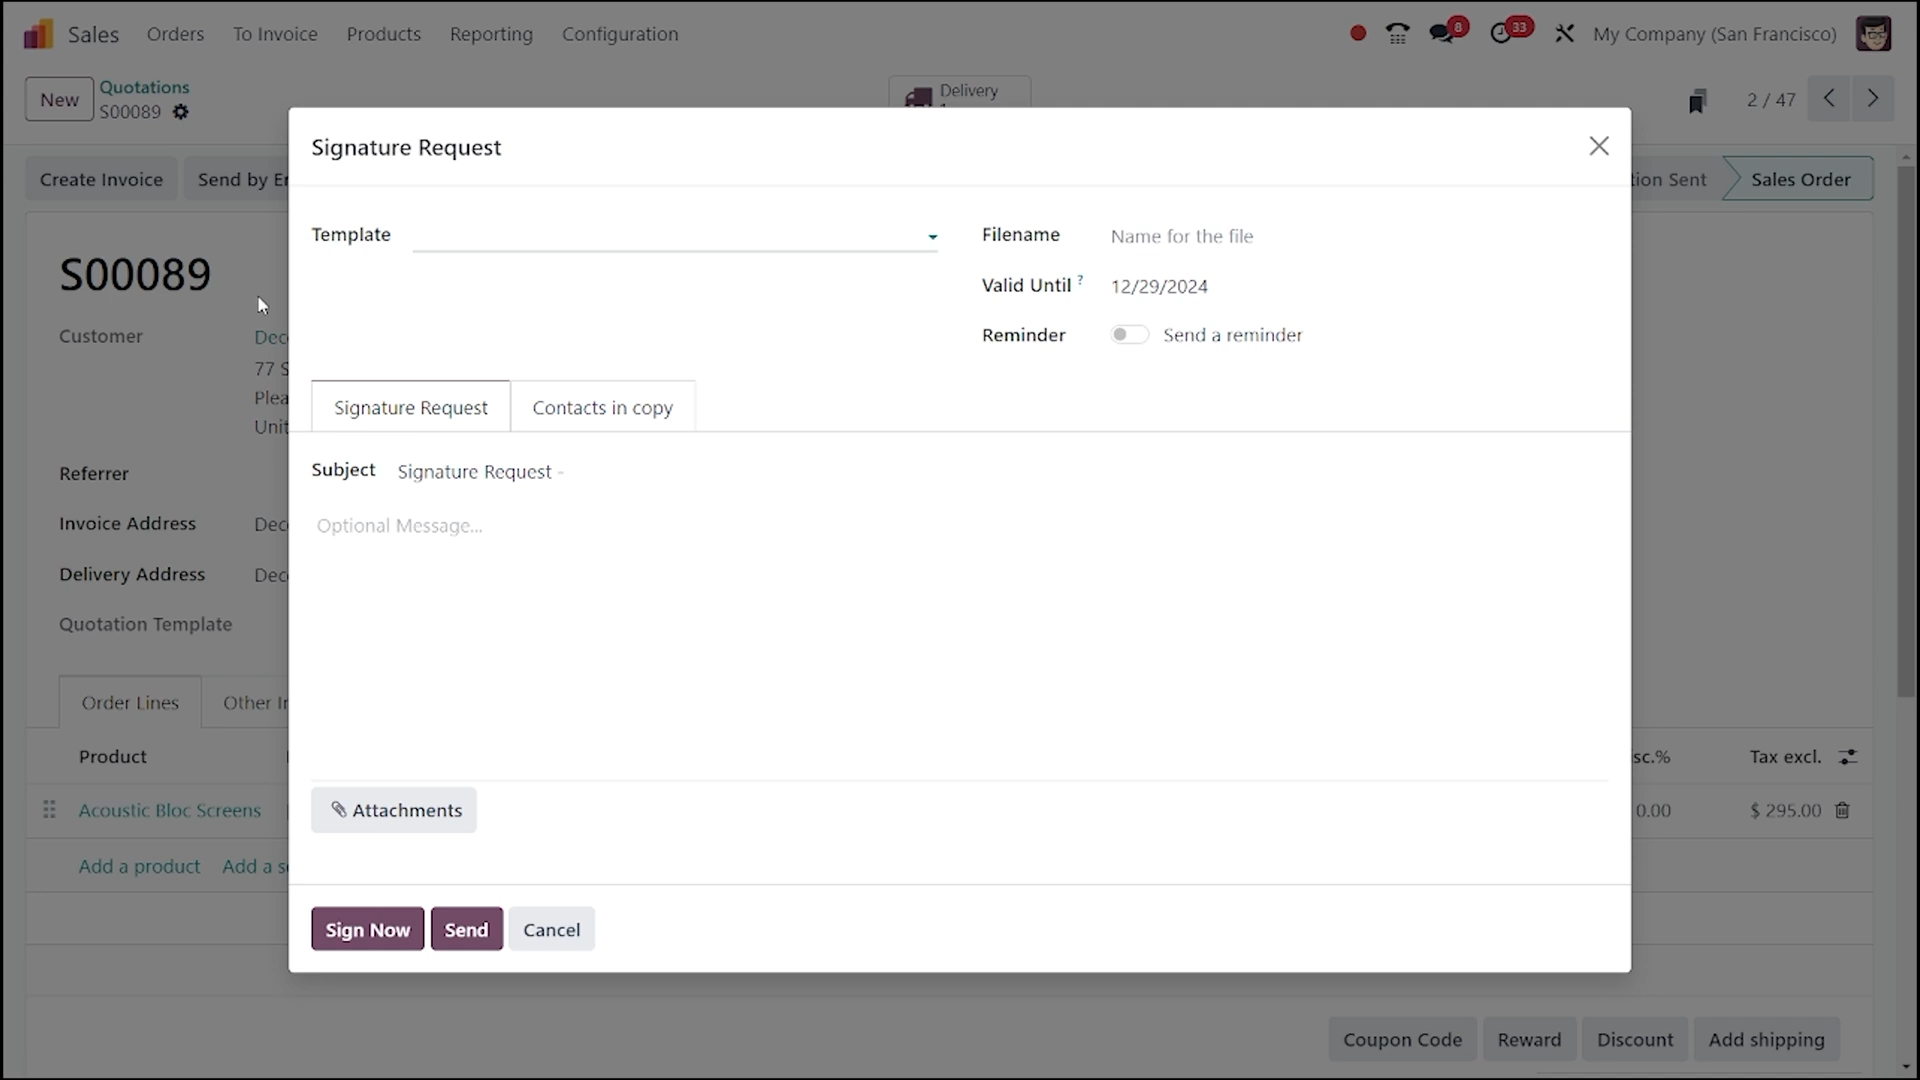 Sales Orders To Invoice Products Reporting Configuration 8 33 My Company (San Francisco)
New Quotations Delivery 2 / 47
S00089
Signature Request
Create Invoice Send by Sent Sales Order
Template Filename Name for the file
S00089 Valid Until ? 12/29/2024
Customer Reminder Send a reminder
77
Signature Request Contacts in copy
Referrer Subject Signature Request -
Invoice Address Optional Message...
Delivery Address
Quotation Template
Order Lines Other
Product Tax excl.
Acoustic Bloc Screens Attachments 0.00 $ 295.00
Add a product Add a
Sign Now Send Cancel
Coupon Code Reward Discount Add shipping